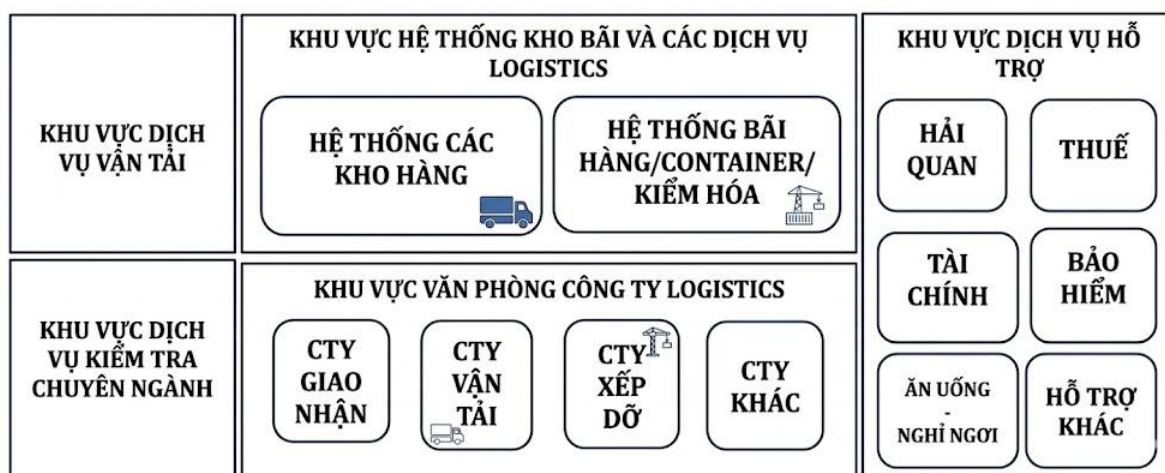 KHU VỰC DỊCH
VỤ VẬN TẢI
KHU VỰC HỆ THỐNG KHO BÃI VÀ CÁC DỊCH VỤ
LOGISTICS
HỆ THỐNG CÁC
KHO HÀNG
HỆ THỐNG BÃI
HÀNG/CONTAINER/
KIỂM HÓA
KHU VỰC DỊCH VỤ HỖ
TRỢ
HẢI
QUAN
THUẾ
TÀI
CHÍNH
BẢO
HIỂM
ĂN UỐNG
-
NGHỈ NGƠI
HỖ TRỢ
KHÁC
KHU VỰC DỊCH
VỤ KIỂM TRA
CHUYÊN NGÀNH
KHU VỰC VĂN PHÒNG CÔNG TY LOGISTICS
CTY
GIAO
NHẬN
CTY
VẬN
TẢI
CTY
XẾP
DỠ
CTY
KHÁC